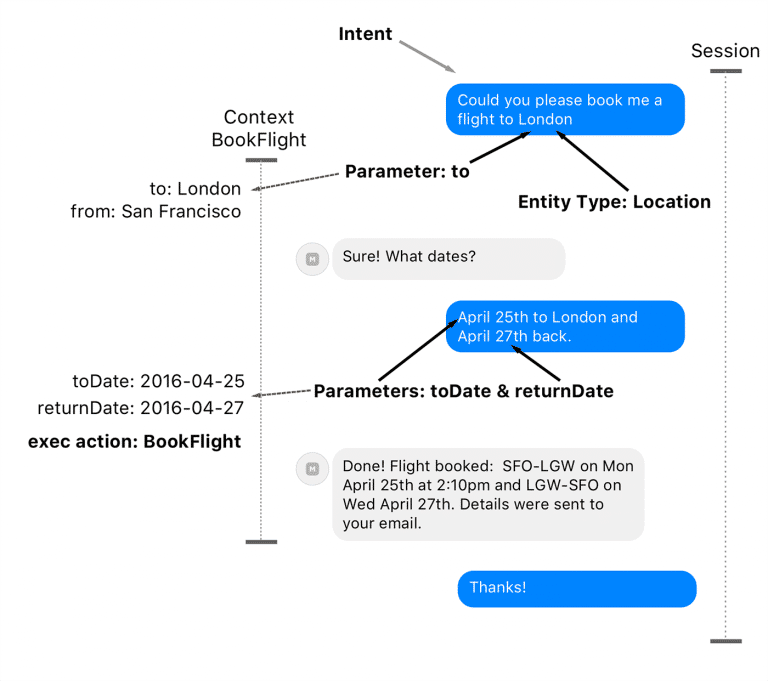 Intent
Session
Could you please book me a
flight to London
Context
BookFlight
Parameter: to
to: London
from: San Francisco
Entity Type: Location
M
Sure! What dates?
April 25th to London and
April 27th back.
toDate: 2016-04-25
Parameters: toDate & returnDate
returnDate: 2016-04-27
exec action: BookFlight
M
Done! Flight booked:  SFO-LGW on Mon
April 25th at 2:10pm and LGW-SFO on
Wed April 27th. Details were sent to
your email.
Thanks!